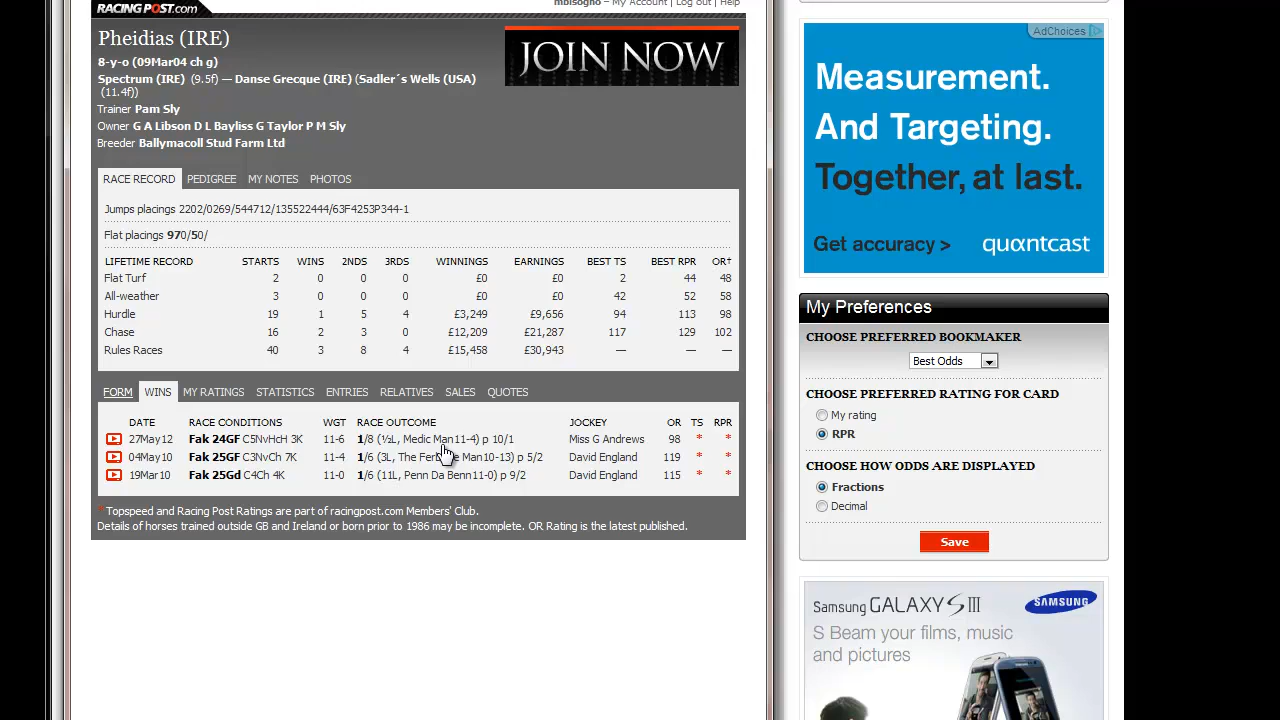 RACING POST.com
mbisogno – My Account | Log out | Help
Pheidias (IRE)
8-y-o (09Mar04 ch g)
Spectrum (IRE) (9.5f) — Danse Grecque (IRE) (Sadler´s Wells (USA)
(11.4f))
Trainer Pam Sly
Owner G A Libson D L Bayliss G Taylor P M Sly
Breeder Ballymacoll Stud Farm Ltd
JOIN NOW
RACE RECORD PEDIGREE MY NOTES PHOTOS
Jumps placings 2202/0269/544712/135522444/63F4253P344-1
Flat placings 970/50/
LIFETIME RECORD STARTS WINS 2ND 3RDS WINNINGS EARNINGS BEST TS BEST RPR OR†
Flat Turf 2 0 0 0 £0 £0 2 44 48
All-weather 3 0 0 0 £0 £0 42 52 58
Hurdle 19 1 5 4 £3,249 £9,656 94 113 98
Chase 16 2 3 0 £12,209 £21,287 117 129 102
Rules Races 40 3 8 4 £15,458 £30,943 — — —
FORM WINS MY RATINGS STATISTICS ENTRIES RELATIVES SALES QUOTES
DATE RACE CONDITIONS WGT RACE OUTCOME JOCKEY OR TS RPR
27May12 Fak 24GF C5NvHcH 3K 11-6 1/8 (½L, Medic Man11-4) p 10/1 Miss G Andrews 98 * *
04May10 Fak 25GF C3NvCh 7K 11-4 1/6 (3L, The Man10-13) p 5/2 David England 119 * *
19Mar10 Fak 25Gd C4Ch 4K 11-0 1/6 (11L, Penn Da Benn11-0) p 9/2 David England 115 * *
* Topspeed and Racing Post Ratings are part of racingpost.com Members' Club.
Details of horses trained outside GB and Ireland or born prior to 1986 may be incomplete. OR Rating is the latest published.
AdChoices
Measurement.
And Targeting.
Together, at last.
Get accuracy > quantcast
My Preferences
CHOOSE PREFERRED BOOKMAKER
Best Odds
CHOOSE PREFERRED RATING FOR CARD
My rating
RPR
CHOOSE HOW ODDS ARE DISPLAYED
Fractions
Decimal
Save
Samsung GALAXY S III SAMSUNG
S Beam your films, music
and pictures